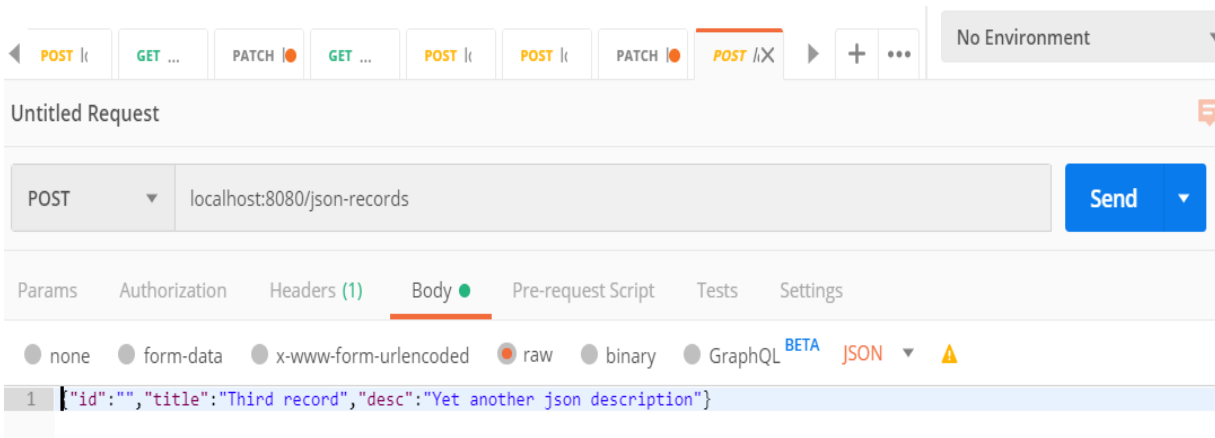 POST GET ... PATCH GET ... POST POST PATCH POST + ••• No Environment
Untitled Request
POST localhost:8080/json-records Send
Params Authorization Headers (1) Body Pre-request Script Tests Settings
none form-data x-www-form-urlencoded raw binary GraphQL BETA JSON
1 {"id":"","title":"Third record","desc":"Yet another json description"}